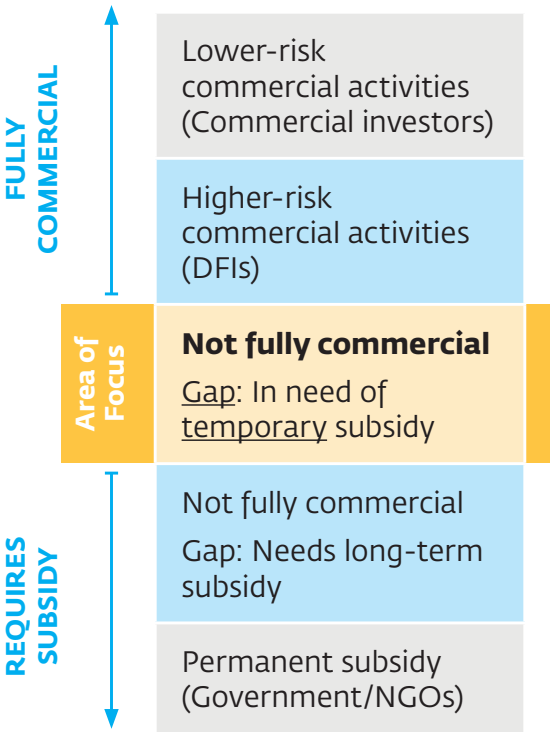 FULLY
COMMERCIAL
Lower-risk
commercial activities
(Commercial investors)
Higher-risk
commercial activities
(DFIs)
Area of
Focus
Not fully commercial
Gap: In need of
temporary subsidy
REQUIRES
SUBSIDY
Not fully commercial
Gap: Needs long-term
subsidy
Permanent subsidy
(Government/NGOs)